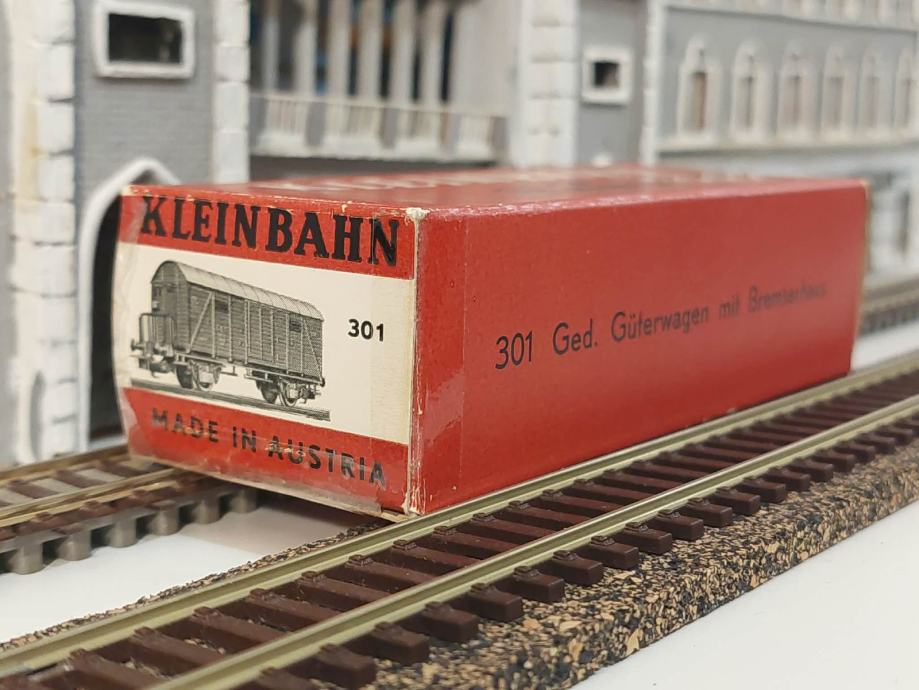 KLEINBAHN
301
MADE IN AUSTRIA
301 Ged. Güterwagen mit Bremserhaus